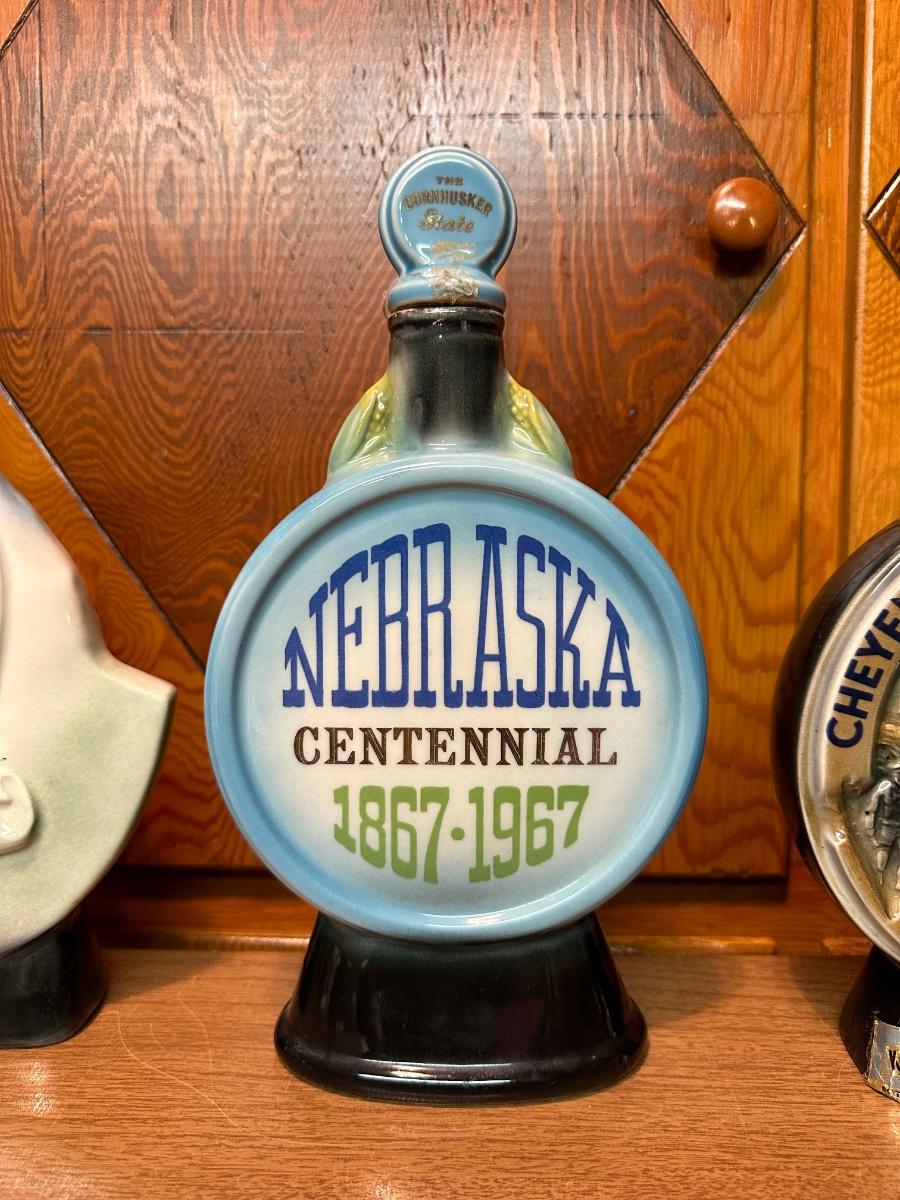 THE
CORNHUSKER
State
NEBRASKA
CENTENNIAL
1867·1967
CHEYE